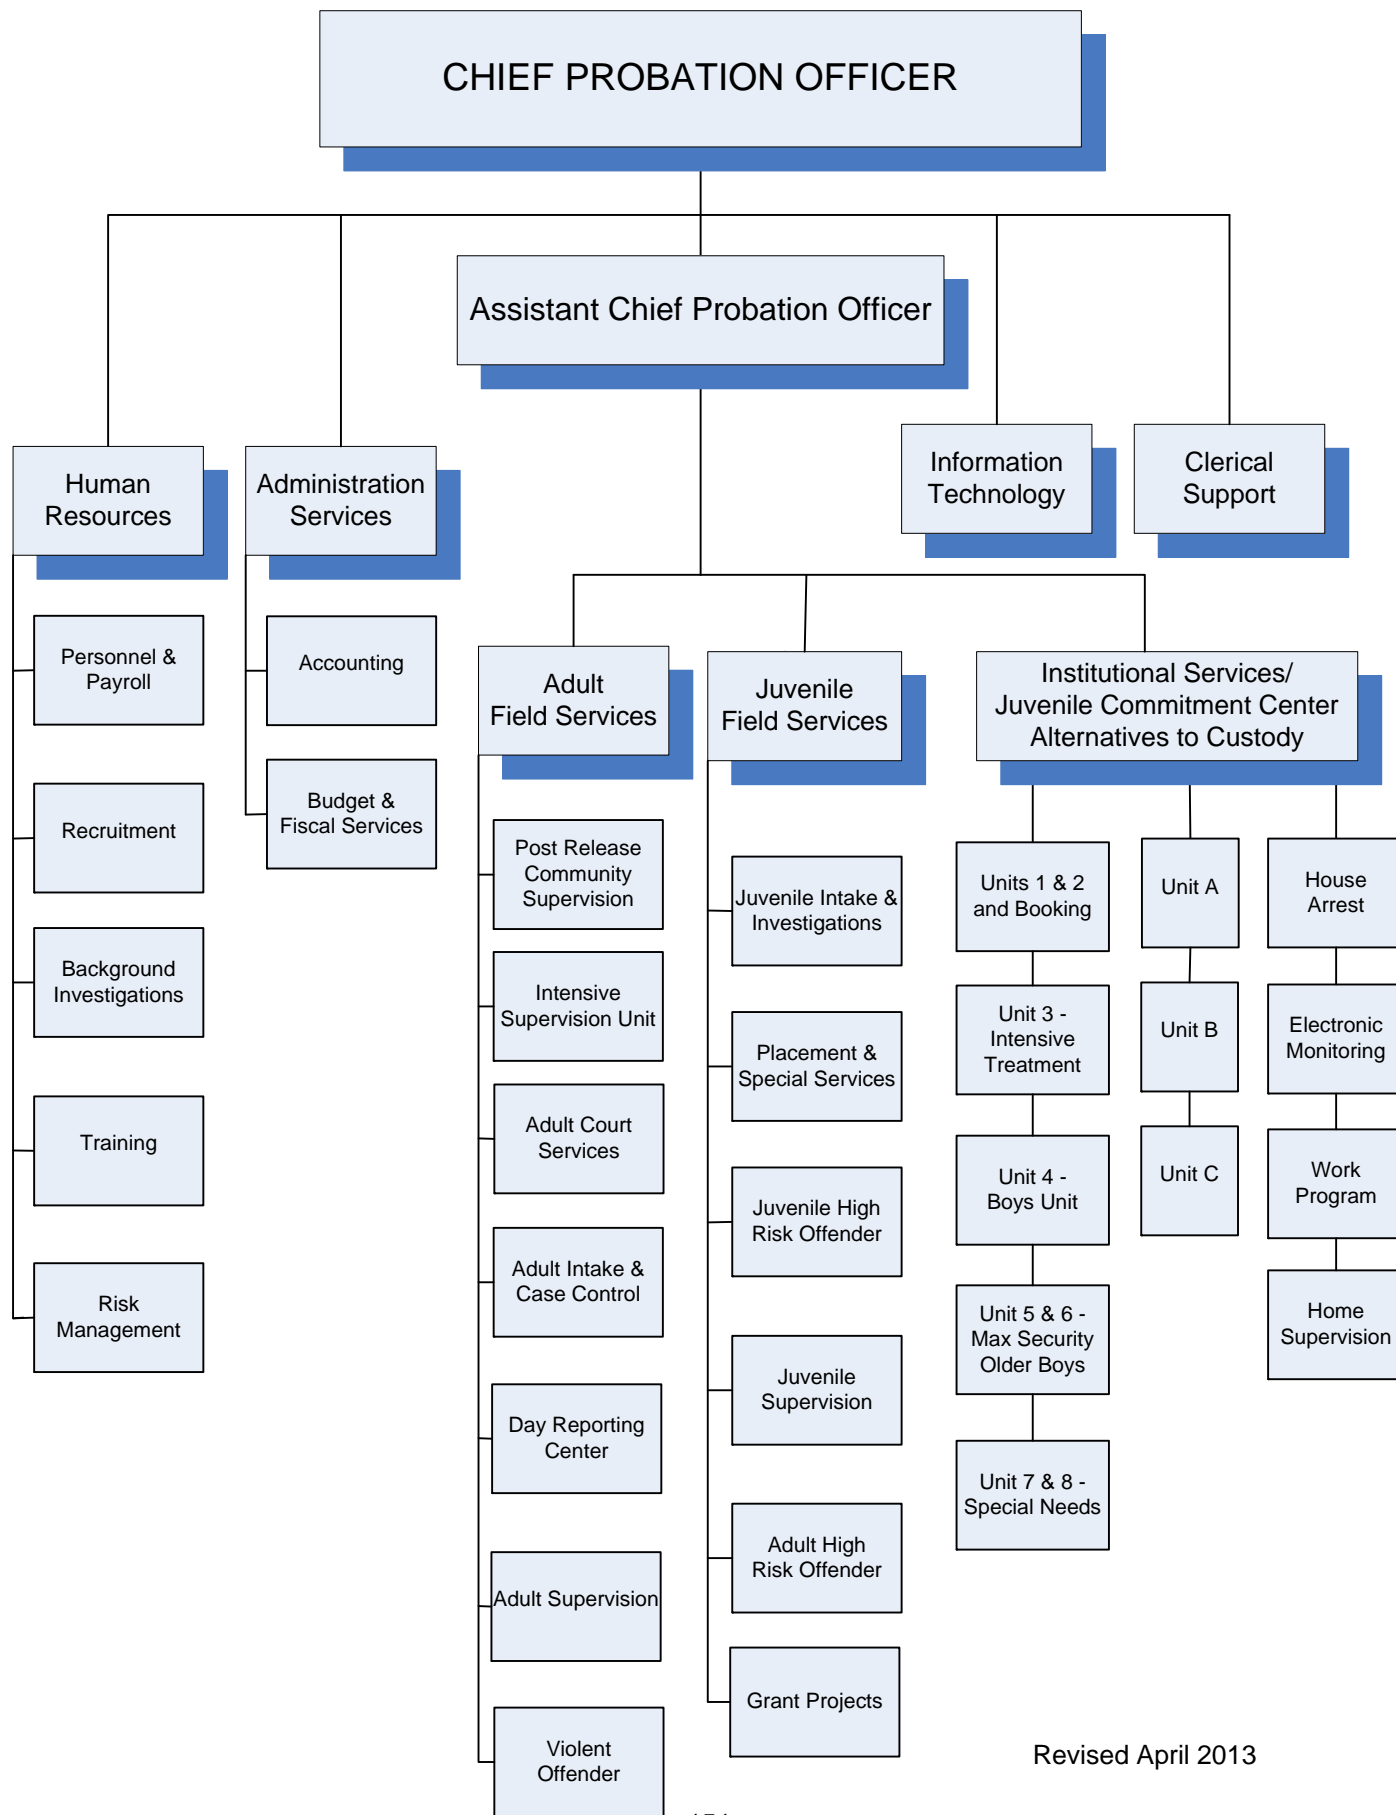 CHIEF PROBATION OFFICER
Assistant Chief Probation Officer
Human
Resources
Administration
Services
Information
Technology
Clerical
Support
Personnel &
Payroll
Recruitment
Background
Investigations
Training
Risk
Management
Accounting
Budget &
Fiscal Services
Adult
Field Services
Post Release
Community
Supervision
Intensive
Supervision Unit
Adult Court
Services
Adult Intake &
Case Control
Day Reporting
Center
Adult Supervision
Violent
Offender
Juvenile
Field Services
Juvenile Intake &
Investigations
Placement &
Special Services
Juvenile High
Risk Offender
Juvenile
Supervision
Adult High
Risk Offender
Grant Projects
Institutional Services/
Juvenile Commitment Center
Alternatives to Custody
Units 1 & 2
and Booking
Unit 3 -
Intensive
Treatment
Unit 4 -
Boys Unit
Unit 5 & 6 -
Max Security
Older Boys
Unit 7 & 8 -
Special Needs
Unit A
Unit B
Unit C
House
Arrest
Electronic
Monitoring
Work
Program
Home
Supervision
Revised April 2013